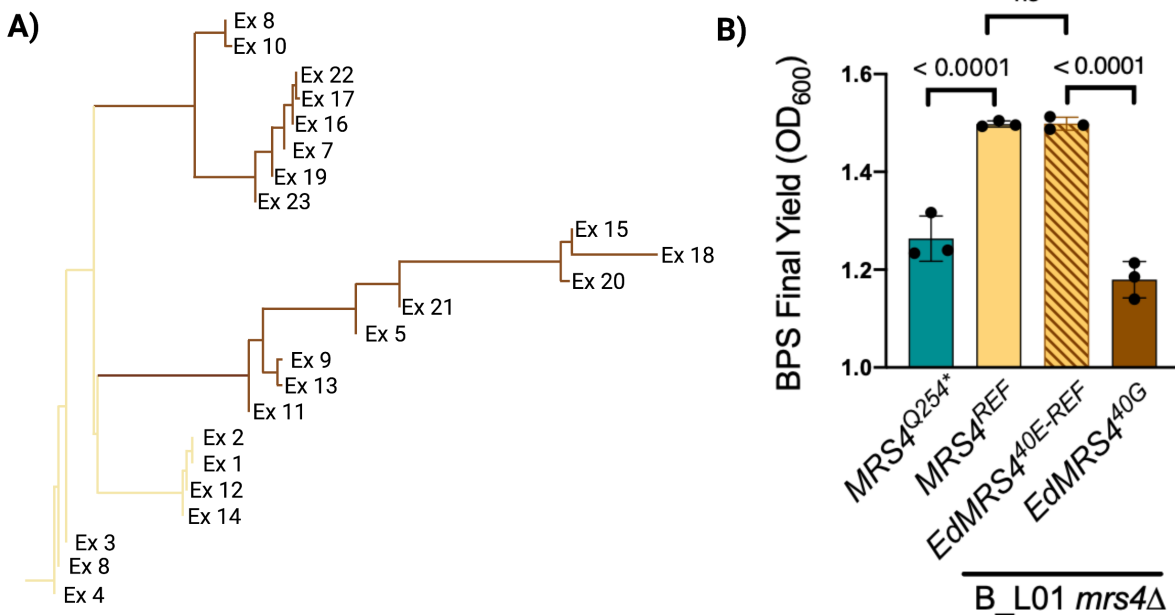 A)
Ex 8
Ex 10
Ex 22
Ex 17
Ex 16
Ex 7
Ex 19
Ex 23
Ex 15
Ex 18
Ex 20
Ex 21
Ex 5
Ex 9
Ex 13
Ex 11
Ex 2
Ex 1
Ex 12
Ex 14
Ex 3
Ex 8
Ex 4
B)
< 0.0001 < 0.0001
BPS Final Yield (OD600)
1.6
1.4
1.2
1.0
MRS4Q254*
MRS4REF
EdMRS440E-REF
EdMRS440G
B_L01 mrs4Δ